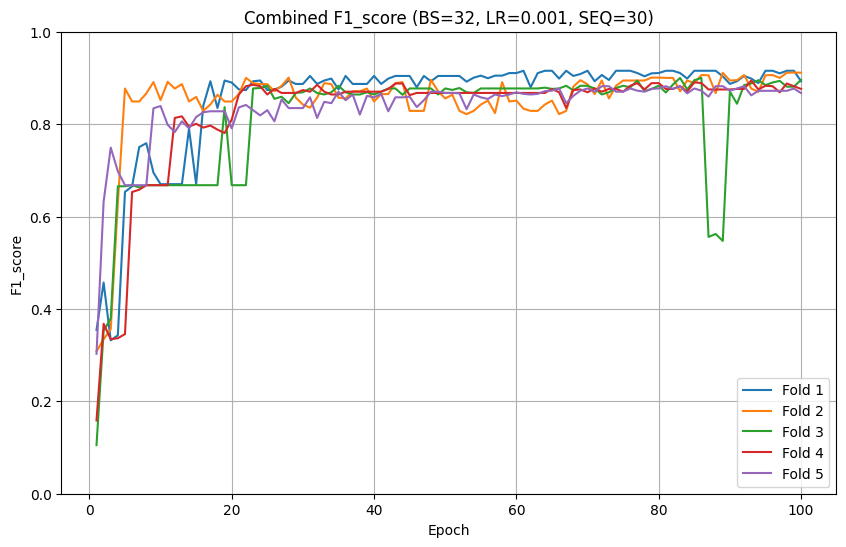 Combined F1_score (BS=32, LR=0.001, SEQ=30)
F1_score
1.0
0.8
0.6
0.4
0.2
0.0
0 20 40 60 80 100
Epoch
Fold 1
Fold 2
Fold 3
Fold 4
Fold 5